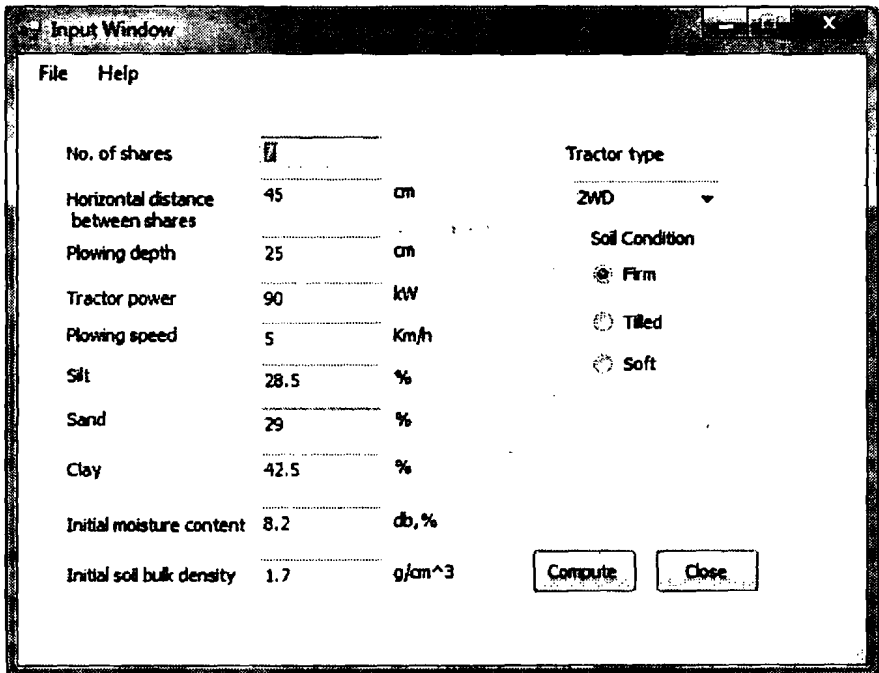 Input Window
File Help
No. of shares 7 Tractor type
Horizontal distance 45 cm 2WD
between shares
Plowing depth 25 cm Soil Condition
Firm
Tractor power 90 kW
Plowing speed 5 Km/h Tilled
Silt 28.5 % Soft
Sand 29 %
Clay 42.5 %
Initial moisture content 8.2 db,%
Initial soil bulk density 1.7 g/cm^3 Compute Close